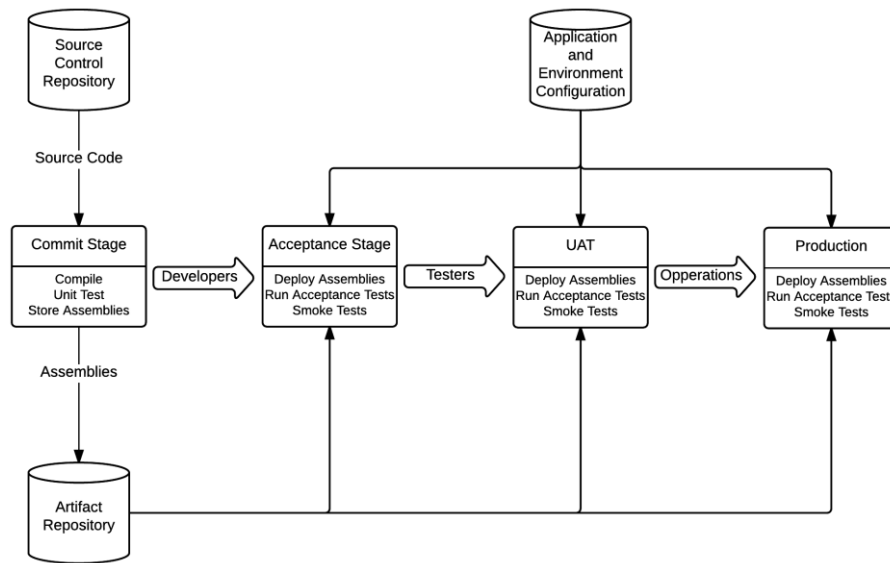 Source
Control
Repository
Application
and
Environment
Configuration
Source Code
Commit Stage
Compile
Unit Test
Store Assemblies
Developers
Acceptance Stage
Deploy Assemblies
Run Acceptance Tests
Smoke Tests
Testers
UAT
Deploy Assemblies
Run Acceptance Tests
Smoke Tests
Opperations
Production
Deploy Assemblies
Run Acceptance Tests
Smoke Tests
Assemblies
Artifact
Repository